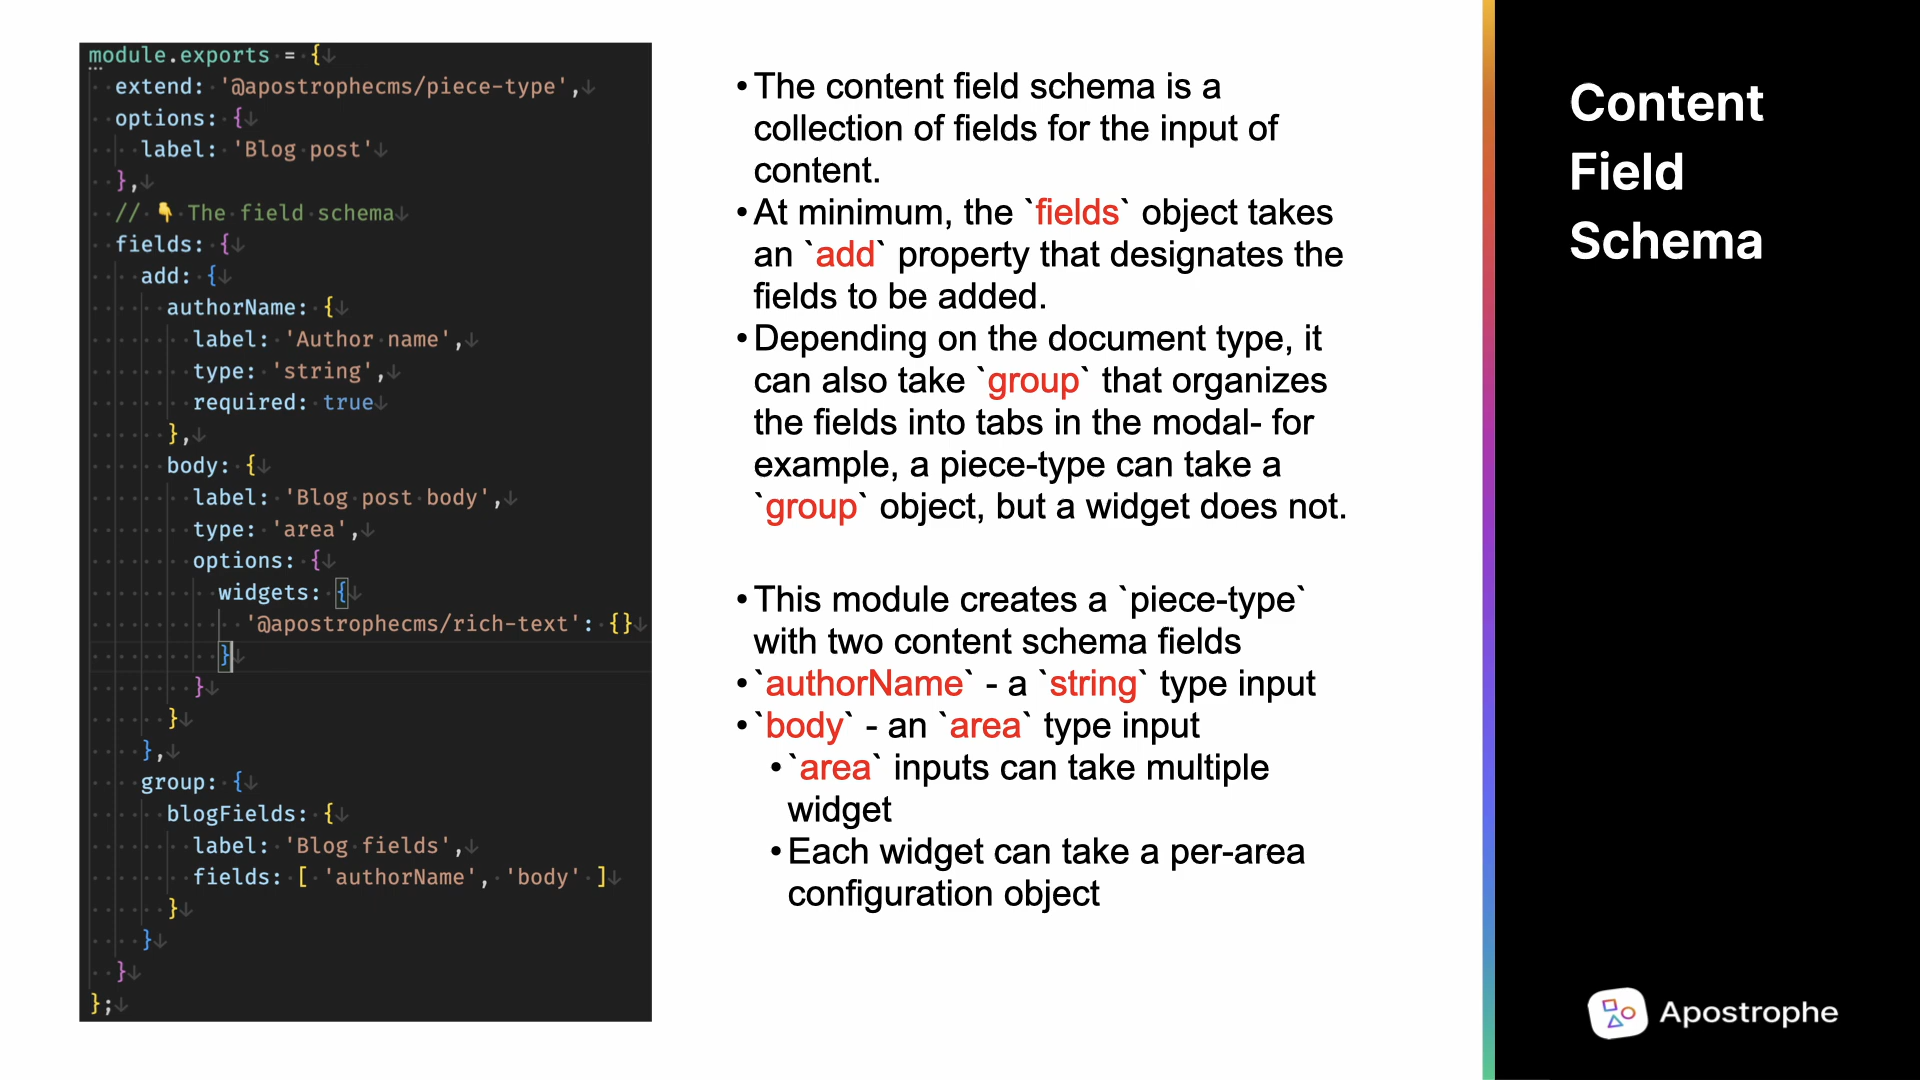 module.exports = {
  extend: '@apostrophecms/piece-type',
  options: {
    label: 'Blog post'
  },
  // 👇 The field schema
  fields: {
    add: {
      authorName: {
        label: 'Author name',
        type: 'string',
        required: true
      },
      body: {
        label: 'Blog post body',
        type: 'area',
        options: {
          widgets: {
            '@apostrophecms/rich-text': {}
          }
        }
      }
    },
    group: {
      blogFields: {
        label: 'Blog fields',
        fields: [ 'authorName', 'body' ]
      }
    }
  }
};
•The content field schema is a
collection of fields for the input of
content.
•At minimum, the `fields` object takes
an `add` property that designates the
fields to be added.
•Depending on the document type, it
can also take `group` that organizes
the fields into tabs in the modal- for
example, a piece-type can take a
`group` object, but a widget does not.
•This module creates a `piece-type`
with two content schema fields
•`authorName` - a `string` type input
•`body` - an `area` type input
•`area` inputs can take multiple
widget
•Each widget can take a per-area
configuration object
Content
Field
Schema
Apostrophe